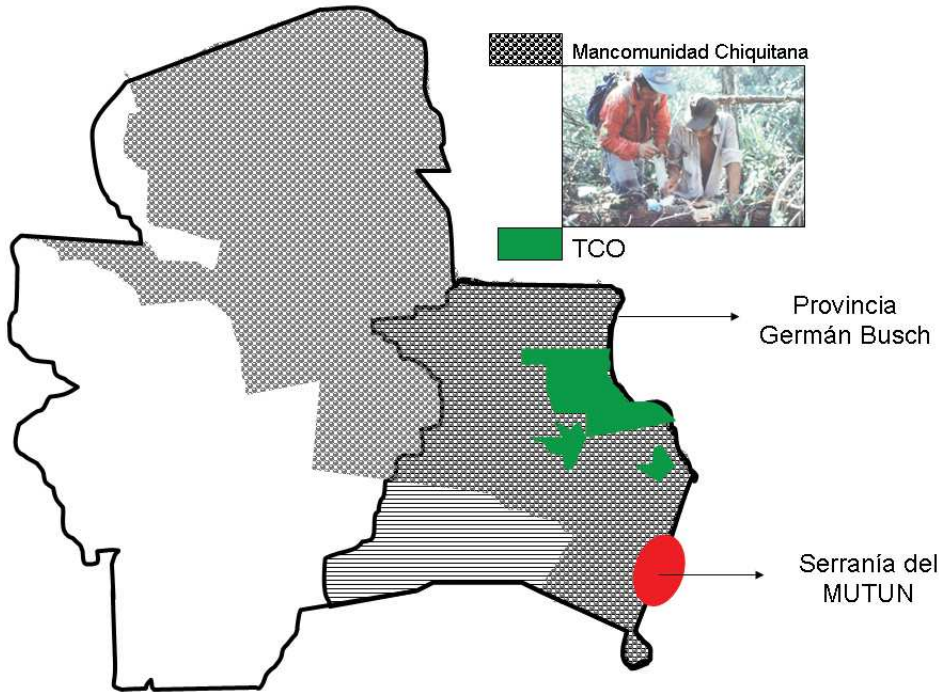 Mancomunidad Chiquitana
TCO
Provincia
Germán Busch
Serranía del
MUTUN